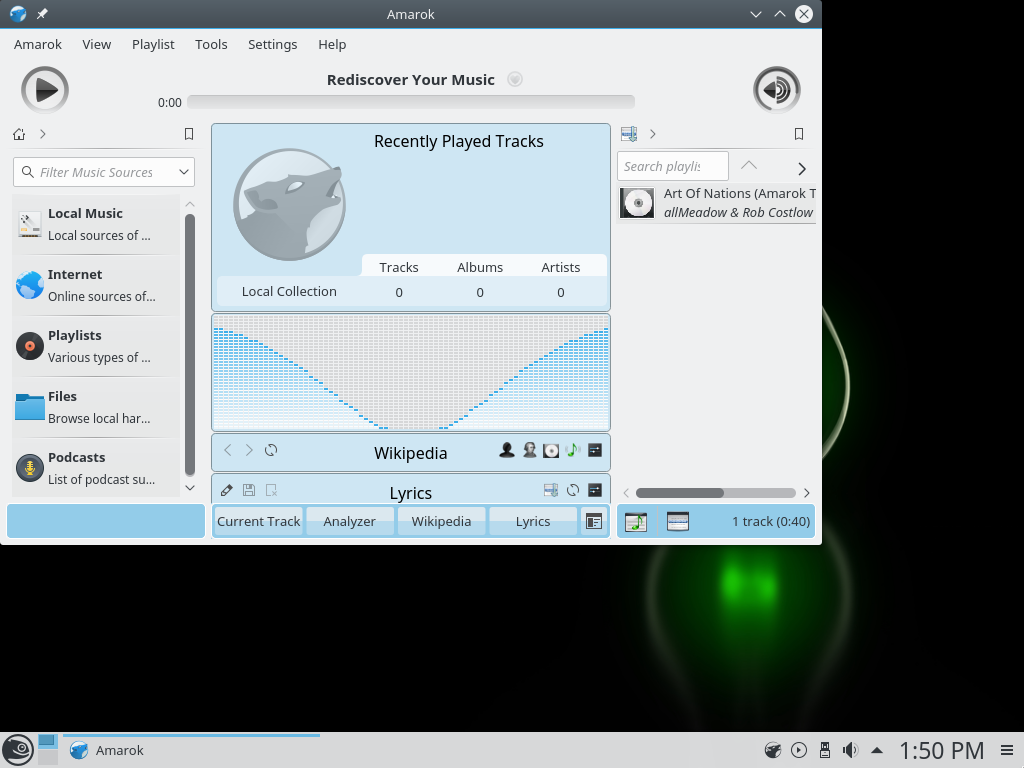 Amarok
Amarok View Playlist Tools Settings Help
Rediscover Your Music
0:00
Filter Music Sources
Local Music
Local sources of ...
Internet
Online sources of...
Playlists
Various types of ...
Files
Browse local har...
Podcasts
List of podcast su...
Recently Played Tracks
Tracks Albums Artists
Local Collection 0 0 0
Wikipedia
Lyrics
Current Track Analyzer Wikipedia Lyrics
Search playlis
Art Of Nations (Amarok T
allMeadow & Rob Costlow
1 track (0:40)
Amarok
1:50 PM